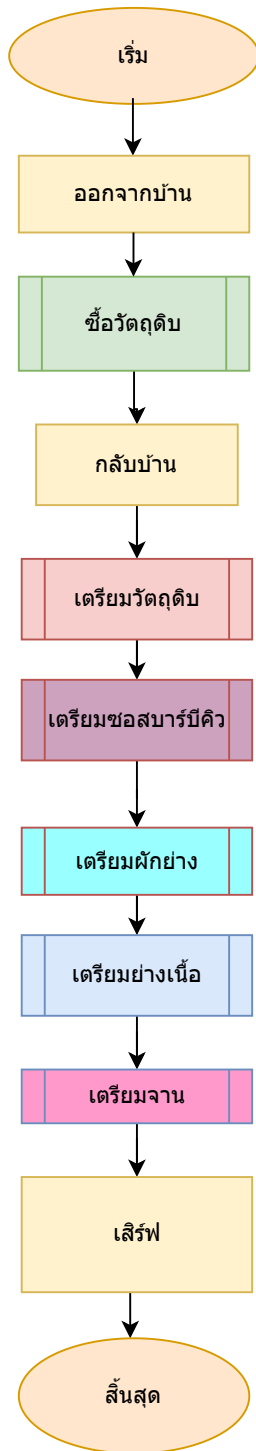 เริ่ม
ออกจากบ้าน
ซื้อวัตถุดิบ
กลับบ้าน
เตรียมวัตถุดิบ
เตรียมซอสบาร์บีคิว
เตรียมผักย่าง
เตรียมย่างเนื้อ
เตรียมจาน
เสิร์ฟ
สิ้นสุด